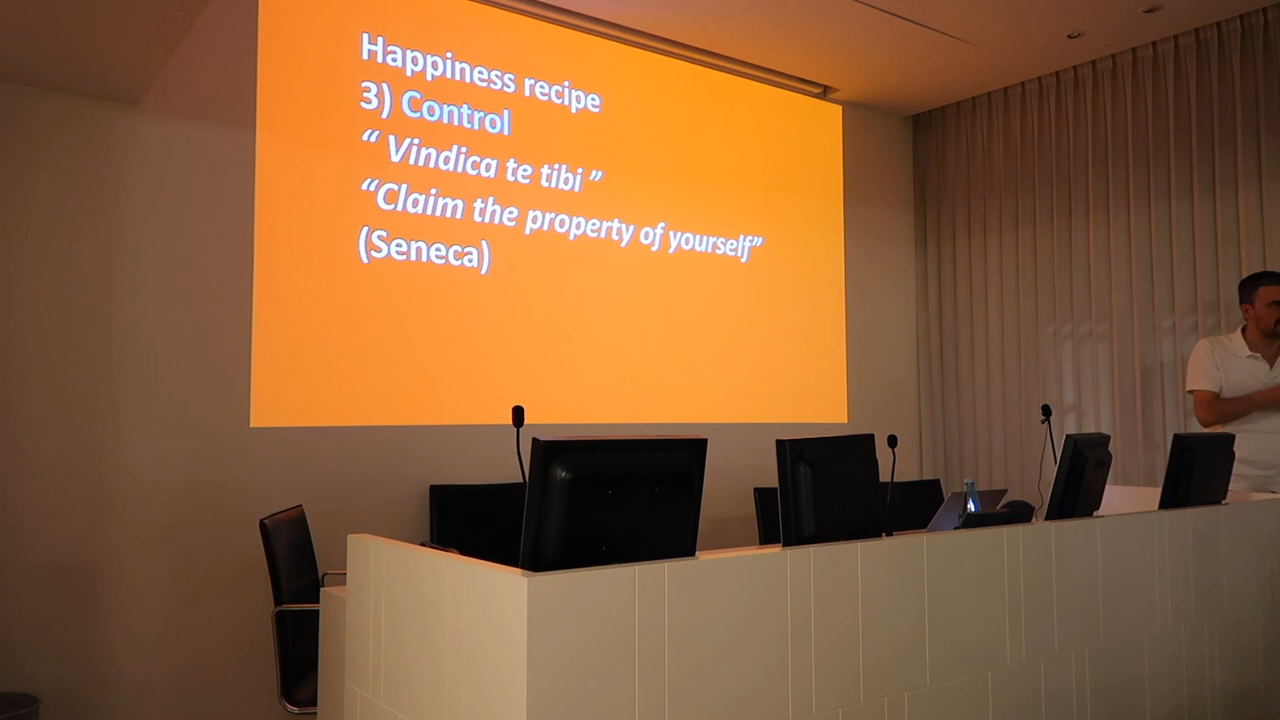 Happiness recipe
3) Control
“ Vindica te tibi ”
“Claim the property of yourself”
(Seneca)